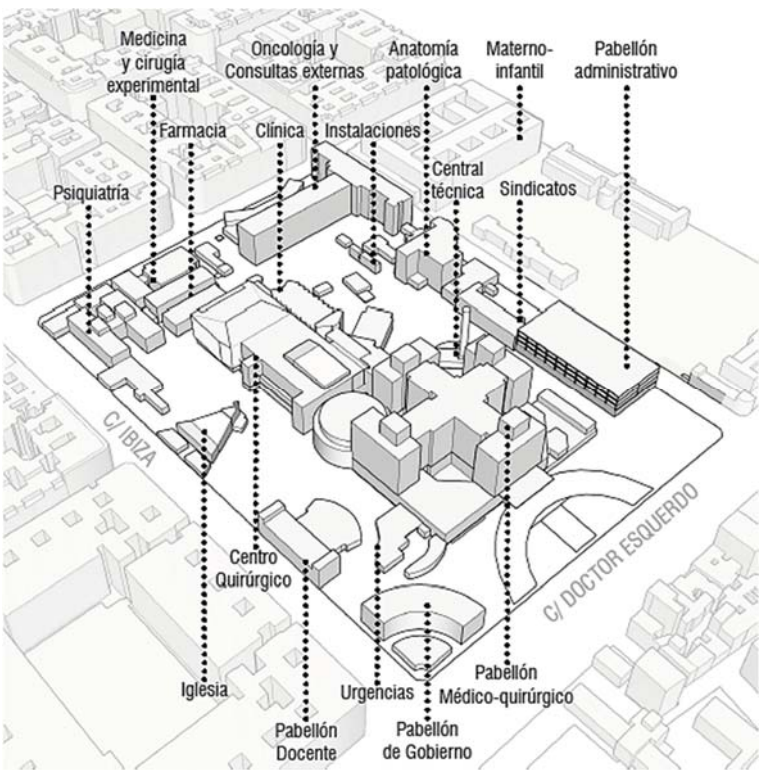 Medicina
y cirugía
experimental
Oncología y
Consultas externas
Anatomía
patológica
Materno-
infantil
Pabellón
administrativo
Farmacia
Clínica
Instalaciones
Central
técnica
Sindicatos
Psiquiatría
C/ IBIZA
C/ DOCTOR ESQUERDO
Centro
Quirúrgico
Iglesia
Pabellón
Docente
Urgencias
Pabellón
de Gobierno
Pabellón
Médico-quirúrgico